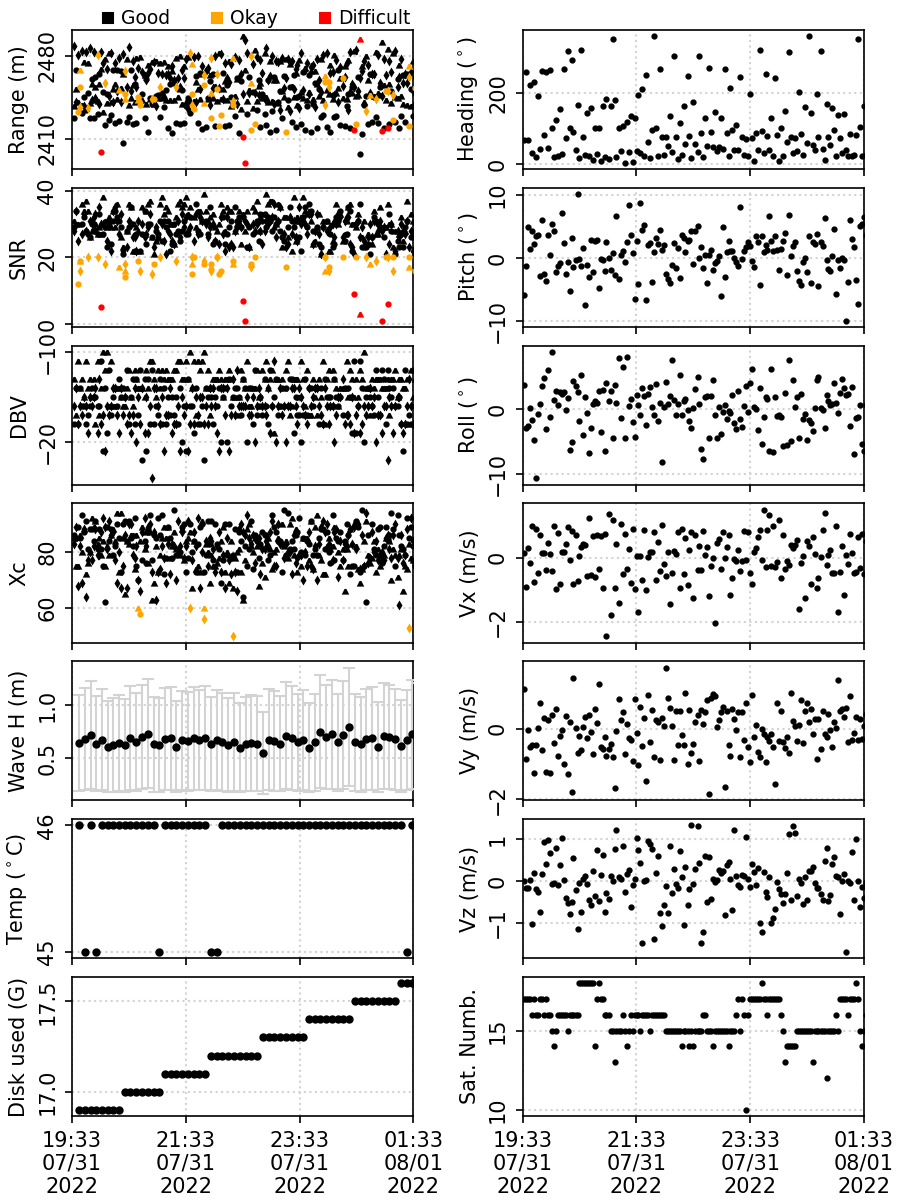 Good Okay Difficult
Range (m)
2480
2410
Heading (°)
200
0
SNR
40
20
00
Pitch (°)
10
0
−10
DBV
−10
−20
Roll (°)
0
−10
Xc
80
60
Vx (m/s)
0
−2
Wave H (m)
1.0
0.5
Vy (m/s)
0
−2
Temp (°C)
46
45
Vz (m/s)
1
0
−1
Disk used (G)
17.5
17.0
Sat. Numb.
15
10
19:33 21:33 23:33 01:33
07/31 07/31 07/31 08/01
2022 2022 2022 2022
19:33 21:33 23:33 01:33
07/31 07/31 07/31 08/01
2022 2022 2022 2022